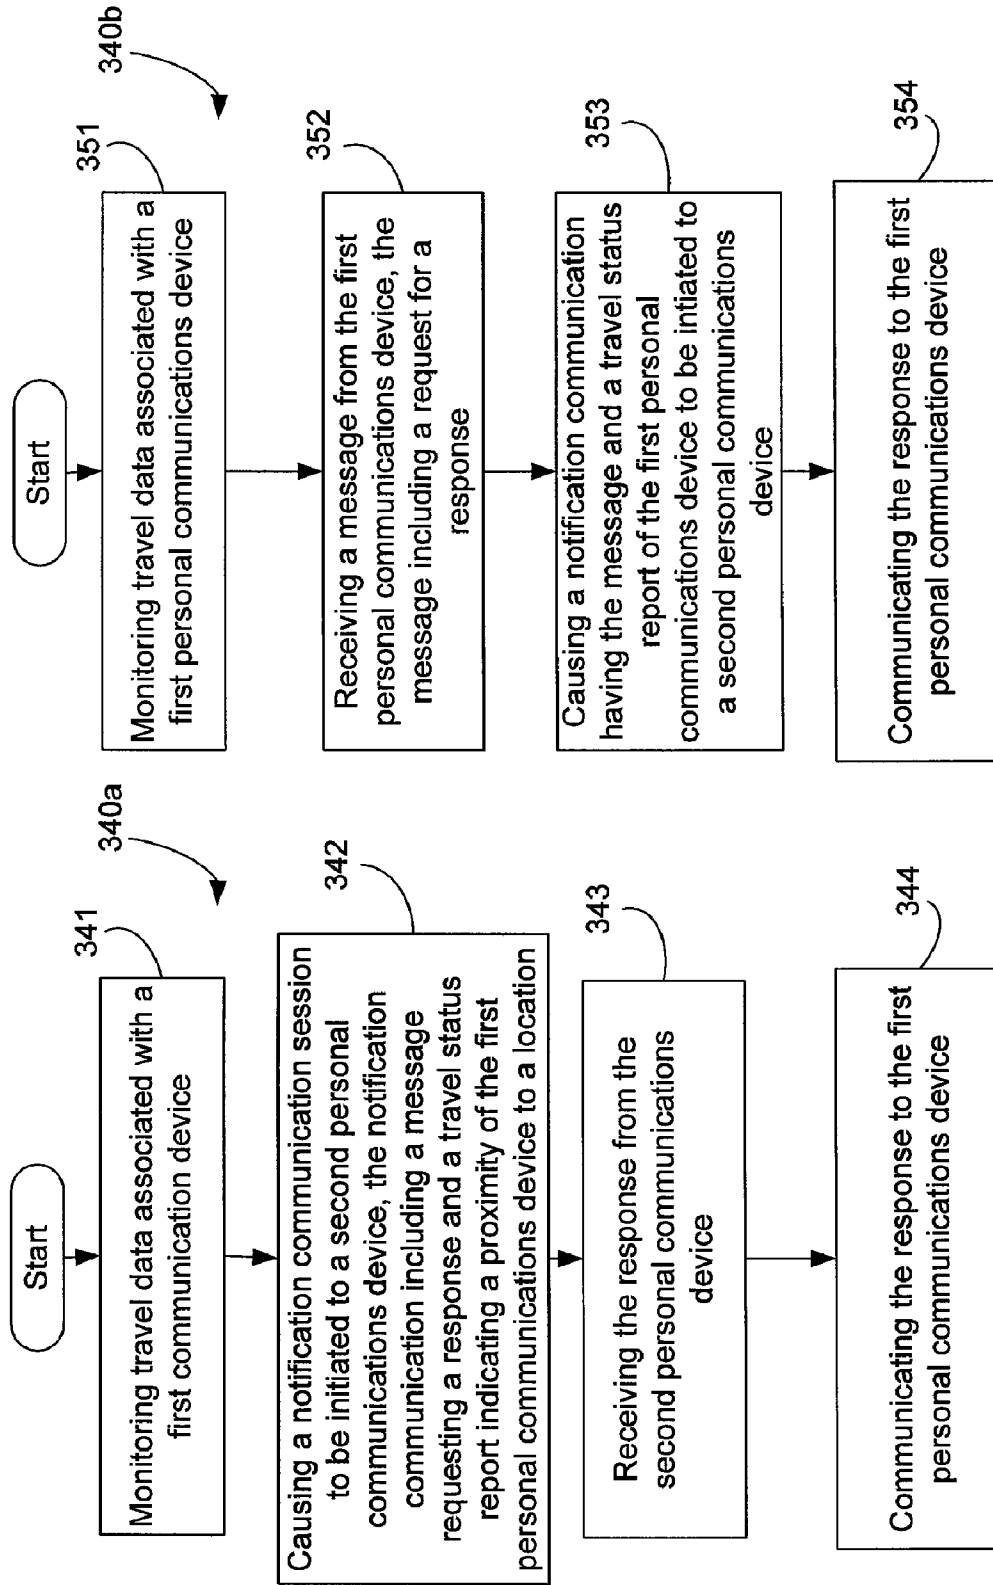 Start
340a
341
Monitoring travel data associated with a
first communication device
342
Causing a notification communication session
to be initiated to a second personal
communications device, the notification
communication including a message
requesting a response and a travel status
report indicating a proximity of the first
personal communications device to a location
343
Receiving the response from the
second personal communications
device
344
Communicating the response to the first
personal communications device
Start
340b
351
Monitoring travel data associated with a
first personal communications device
352
Receiving a message from the first
personal communications device, the
message including a request for a
response
353
Causing a notification communication
having the message and a travel status
report of the first personal
communications device to be intiated to
a second personal communications
device
354
Communicating the response to the first
personal communications device